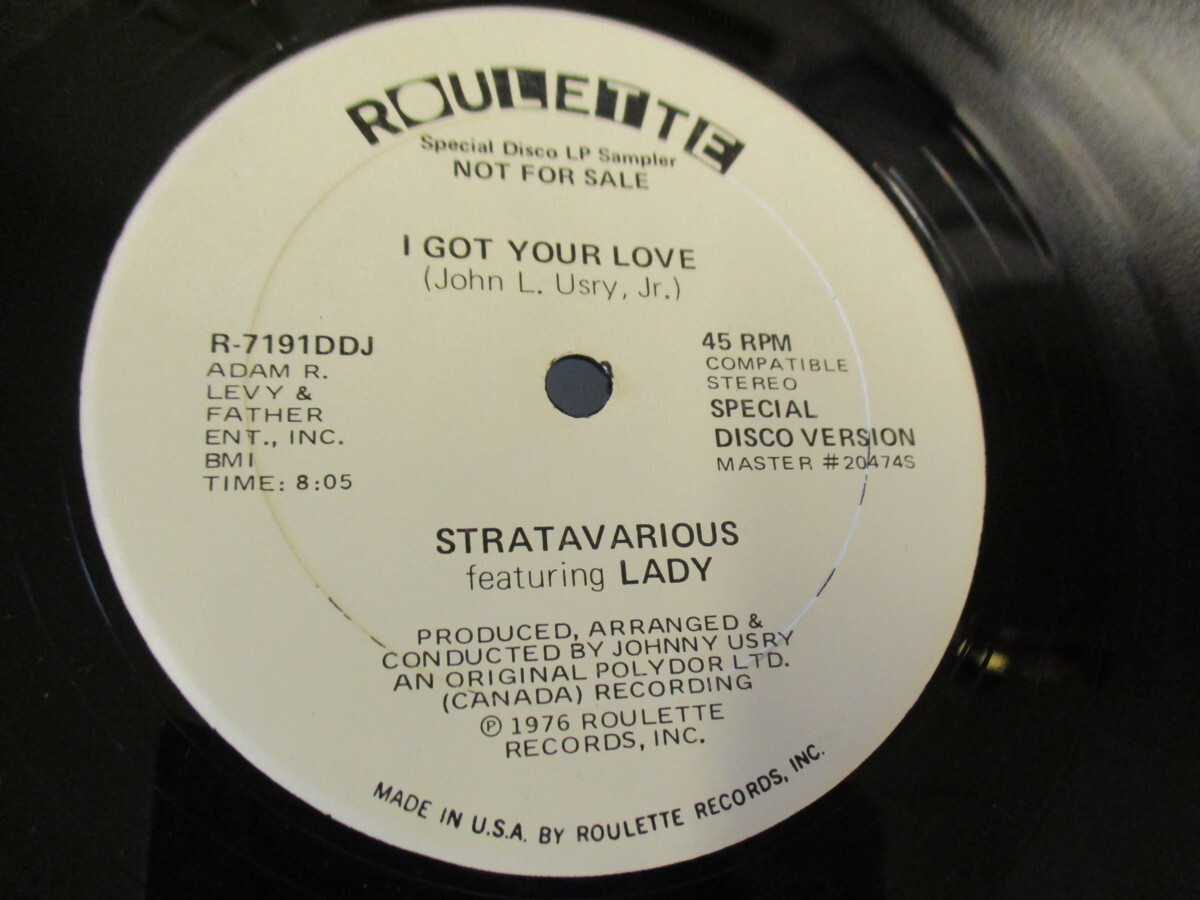 ROULETTE
Special Disco LP Sampler
NOT FOR SALE
I GOT YOUR LOVE
(John L. Usry, Jr.)
R-7191DDJ
ADAM R.
LEVY &
FATHER
ENT., INC.
BMI
TIME: 8:05
45 RPM
COMPATIBLE
STEREO
SPECIAL
DISCO VERSION
MASTER #20474S
STRATAVARIOUS
featuring LADY
PRODUCED, ARRANGED &
CONDUCTED BY JOHNNY USRY
AN ORIGINAL POLYDOR LTD.
(CANADA) RECORDING
℗ 1976 ROULETTE
RECORDS, INC.
MADE IN U.S.A. BY ROULETTE RECORDS, INC.